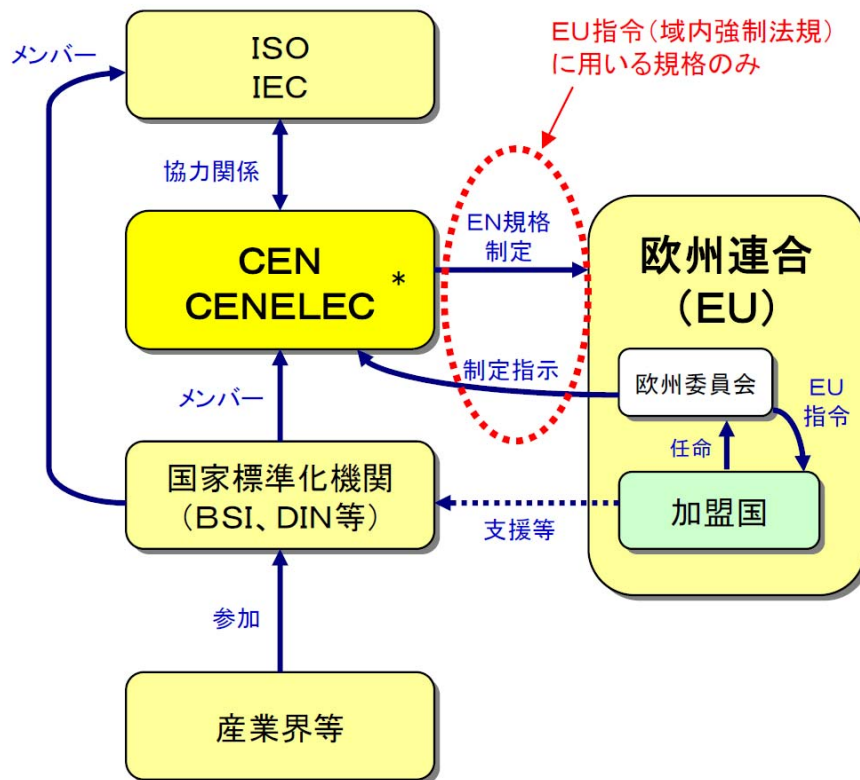 メンバー
ISO
IEC
EU指令（域内強制法規）
に用いる規格のみ
協力関係
CEN
CENELEC *
EN規格
制定
欧州連合
（EU）
制定指示
欧州委員会
EU
指令
メンバー
任命
国家標準化機関
（BSI、DIN等）
支援等
加盟国
参加
産業界等